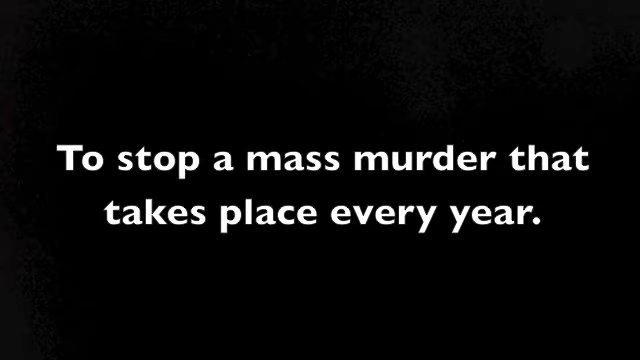 To stop a mass murder that
takes place every year.